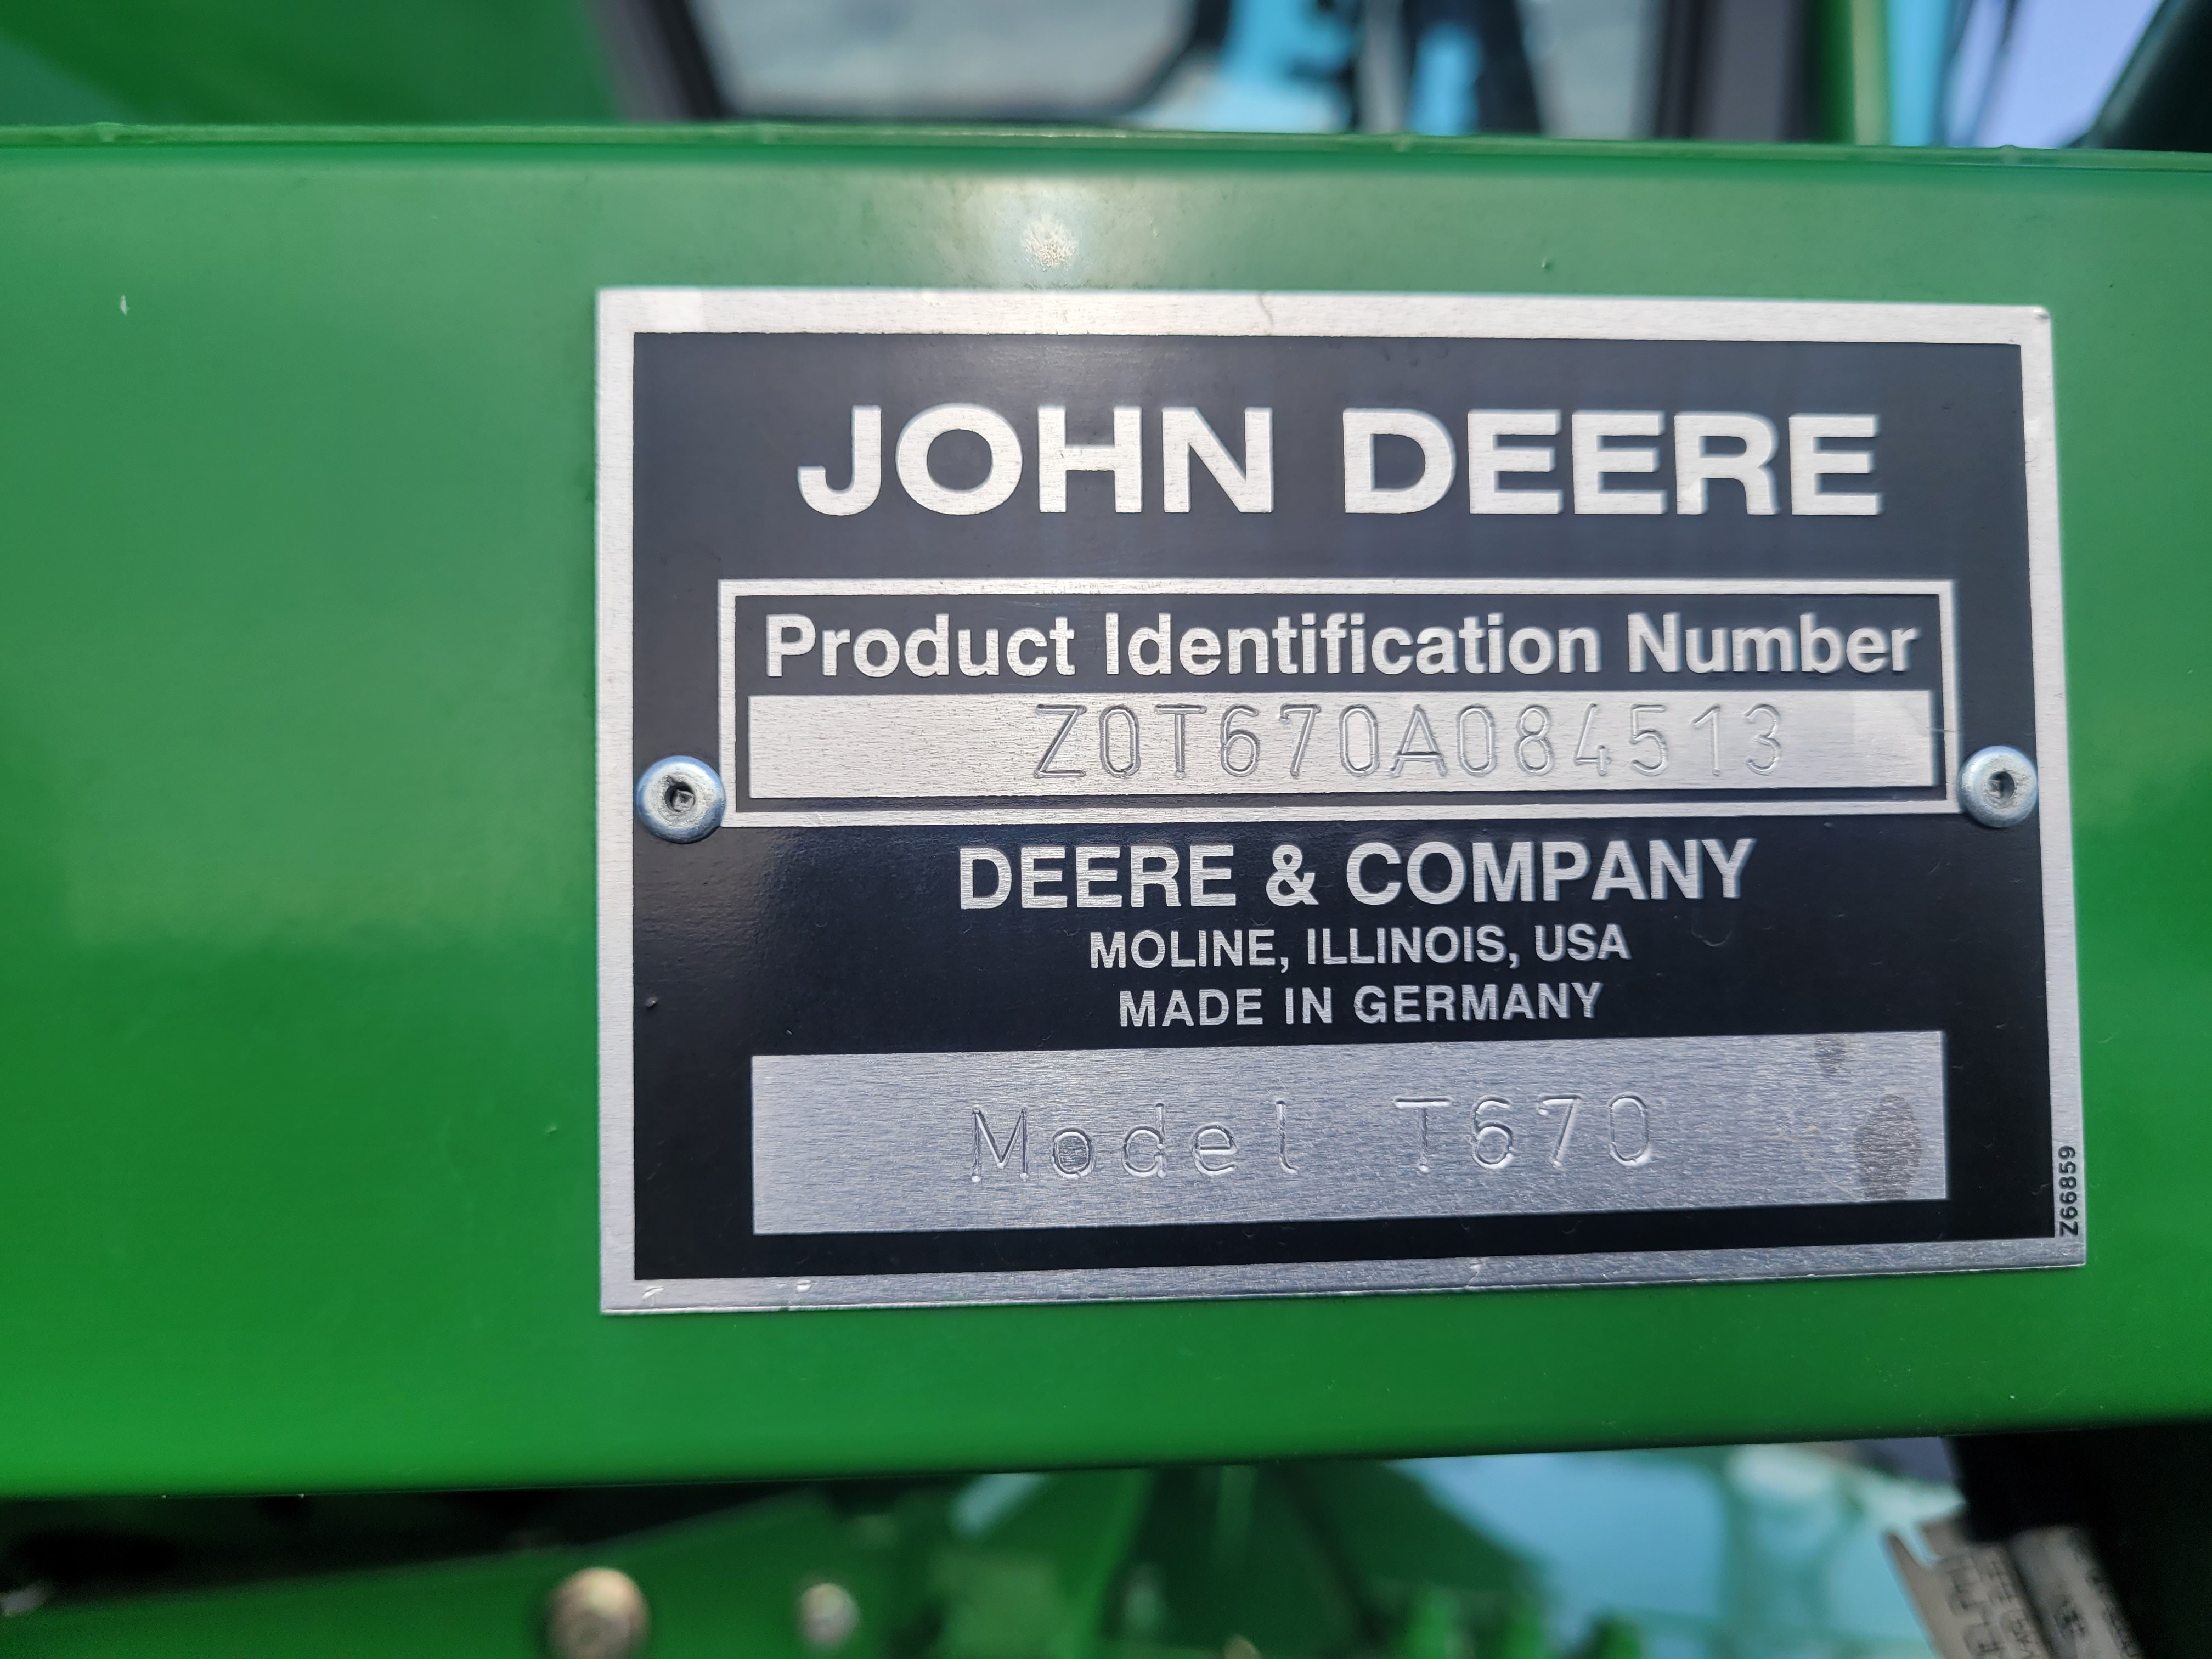 JOHN DEERE
Product Identification Number
Z0T670A084513
DEERE & COMPANY
MOLINE, ILLINOIS, USA
MADE IN GERMANY
Model T670
Z66859